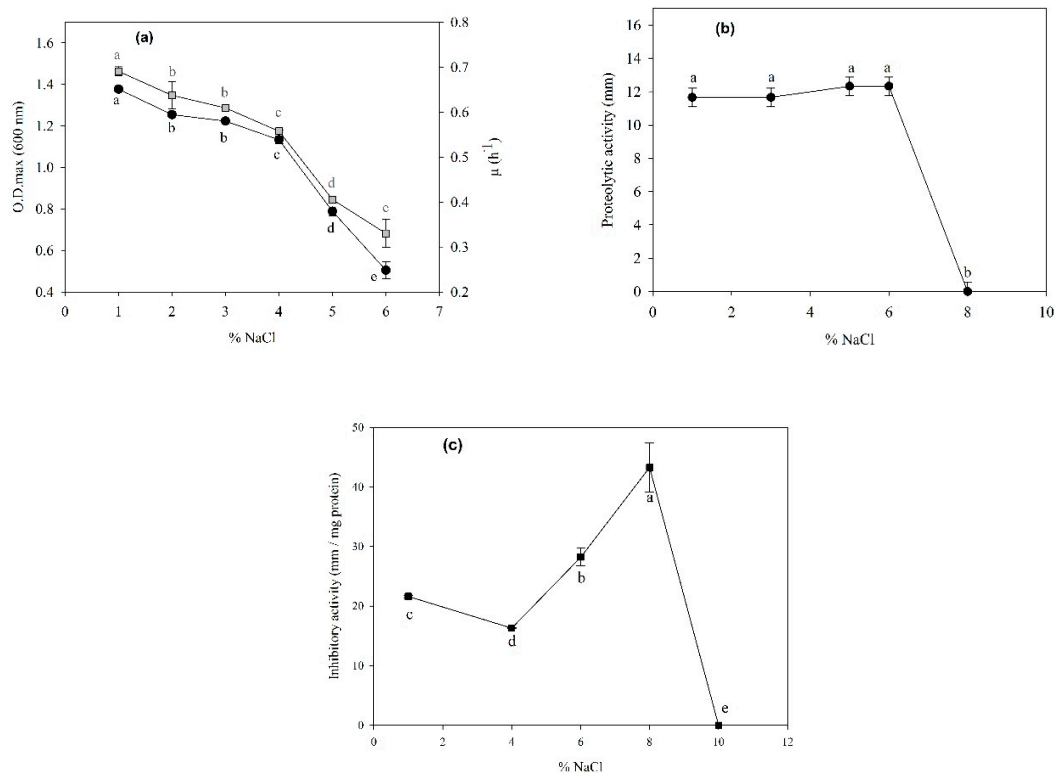 (a)
O.D.max (600 nm)
1.6
1.4
1.2
1.0
0.8
0.6
0.4
a
b
b
c
d
e
a
b
b
c
d
e
0.8
0.7
0.6
0.5
0.4
0.3
0.2
μ (h⁻¹)
0 1 2 3 4 5 6 7
% NaCl
(b)
Proteolytic activity (mm)
16
14
12
10
8
6
4
2
0
a a a a
b
0 2 4 6 8 10
% NaCl
(c)
Inhibitory activity (mm / mg protein)
50
40
30
20
10
0
c
d
b
a
e
0 2 4 6 8 10 12
% NaCl